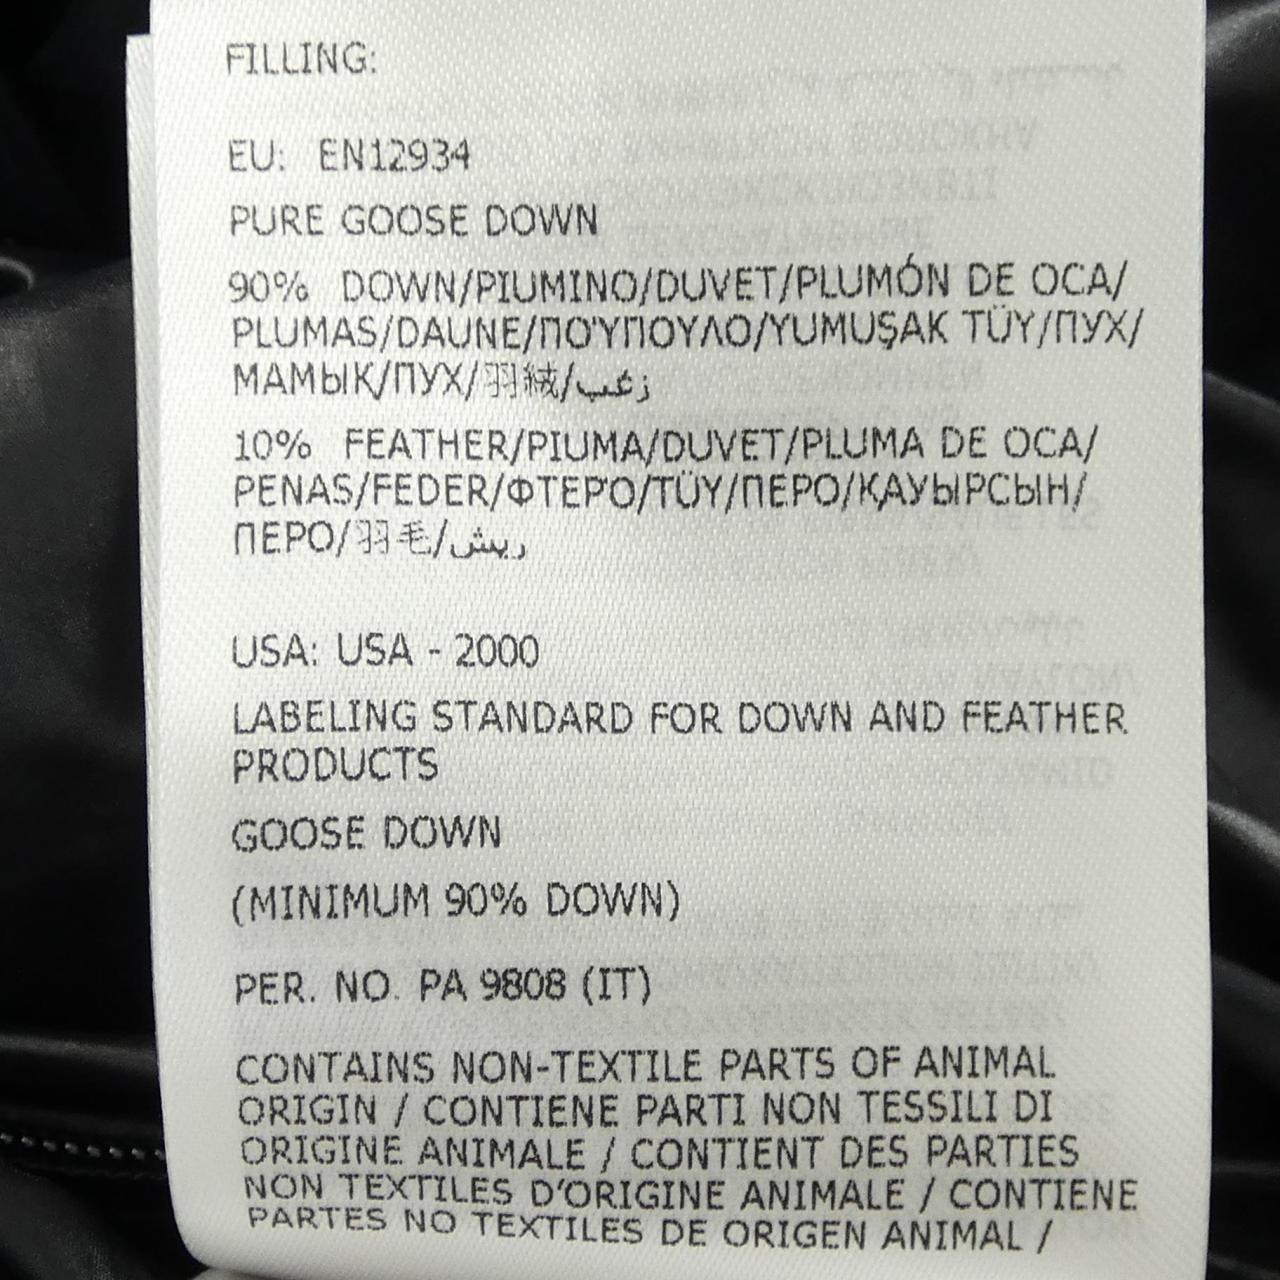 FILLING:
EU: EN12934
PURE GOOSE DOWN
90% DOWN/PIUMINO/DUVET/PLUMÓN DE OCA/
PLUMAS/DAUNE/ΠΟΎΠΟΥΛΟ/YUMUŞAK TÜY/ПУХ/
МАМЫҚ/ПУХ/羽絨/زغب
10% FEATHER/PIUMA/DUVET/PLUMA DE OCA/
PENAS/FEDER/ΦΤΕΡΌ/TÜY/ПЕРО/ҚАУЫРСЫН/
ПЕРО/羽毛/ريش
USA: USA - 2000
LABELING STANDARD FOR DOWN AND FEATHER
PRODUCTS
GOOSE DOWN
(MINIMUM 90% DOWN)
PER. NO. PA 9808 (IT)
CONTAINS NON-TEXTILE PARTS OF ANIMAL
ORIGIN / CONTIENE PARTI NON TESSILI DI
ORIGINE ANIMALE / CONTIENT DES PARTIES
NON TEXTILES D'ORIGINE ANIMALE / CONTIENE
PARTES NO TEXTILES DE ORIGEN ANIMAL /